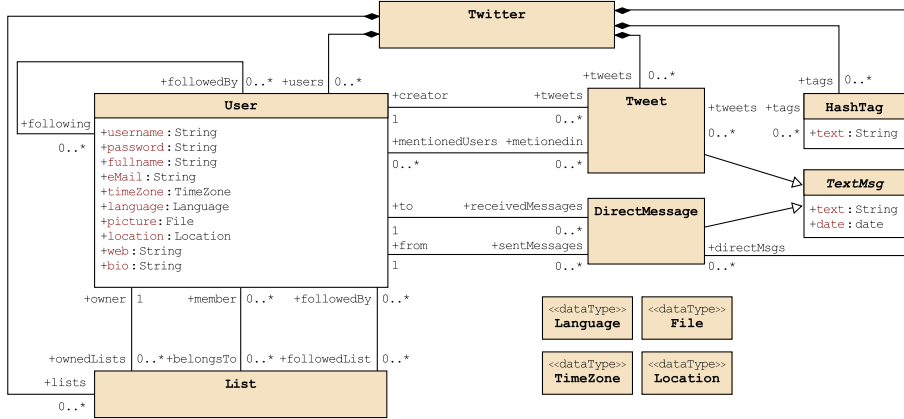 Twitter
+followedBy 0..* +users 0..*
+tweets 0..*
+tags 0..*
+following
0..*
User
+username:String
+password:String
+fullname:String
+eMail:String
+timeZone:TimeZone
+language:Language
+picture:File
+location:Location
+web:String
+bio:String
+creator +tweets
1 0..*
+mentionedUsers +metionedin
0..* 0..*
Tweet
+tweets +tags
0..* 0..*
HashTag
+text:String
TextMsg
+text:String
+date:date
+to +receivedMessages
1 0..*
+from +sentMessages
1 0..*
DirectMessage
+directMsgs
0..*
+owner 1 +member 0..* +followedBy 0..*
+ownedLists 0..* +belongsTo 0..* +followedList 0..*
+lists
0..*
List
<<dataType>>
Language
<<dataType>>
File
<<dataType>>
TimeZone
<<dataType>>
Location